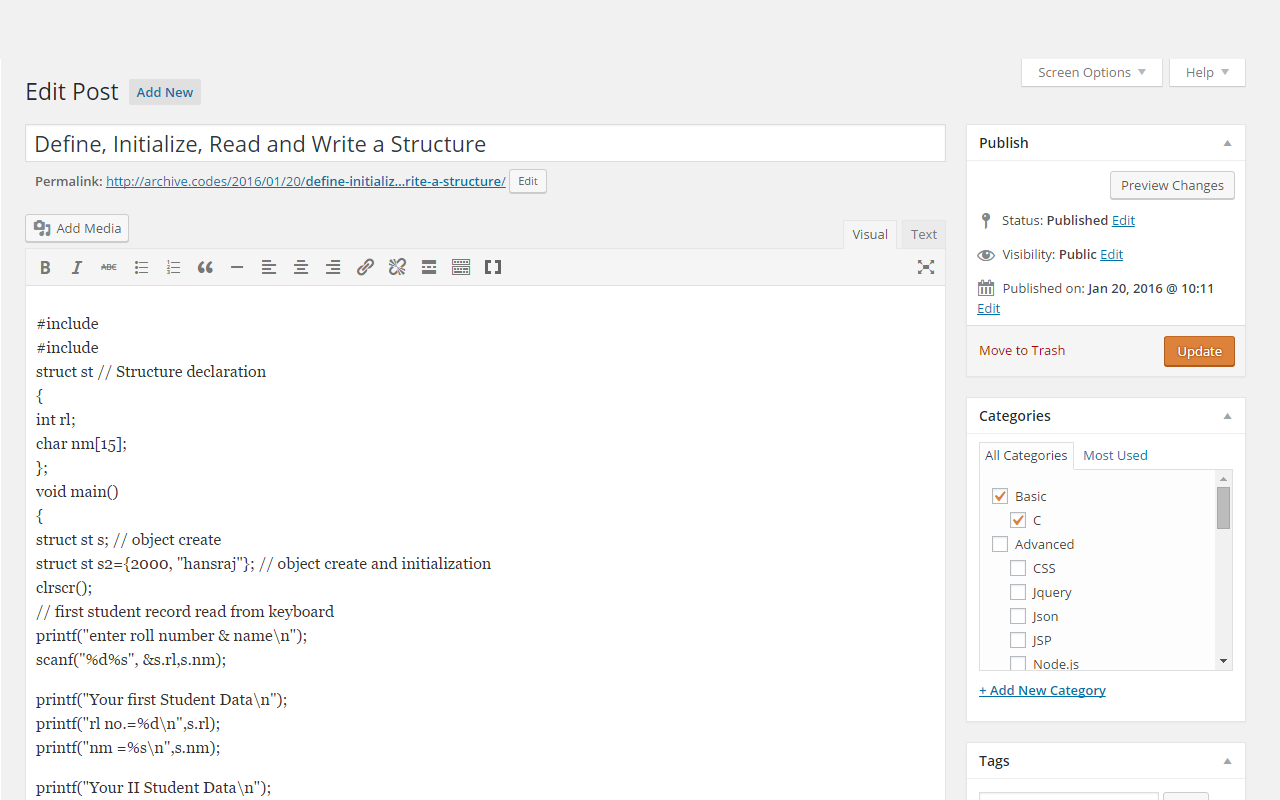 Screen Options
Help
Edit Post Add New
Define, Initialize, Read and Write a Structure
Permalink: http://archive.codes/2016/01/20/define-initializ...rite-a-structure/ Edit
Add Media
Visual Text
B I ABC
#include
#include
struct st // Structure declaration
{
int rl;
char nm[15];
};
void main()
{
struct st s; // object create
struct st s2={2000, "hansraj"}; // object create and initialization
clrscr();
// first student record read from keyboard
printf("enter roll number & name\n");
scanf("%d%s", &s.rl,s.nm);
printf("Your first Student Data\n");
printf("rl no.=%d\n",s.rl);
printf("nm =%s\n",s.nm);
printf("Your II Student Data\n");
Publish
Preview Changes
Status: Published Edit
Visibility: Public Edit
Published on: Jan 20, 2016 @ 10:11
Edit
Move to Trash Update
Categories
All Categories Most Used
Basic
C
Advanced
CSS
Jquery
Json
JSP
Node.js
+ Add New Category
Tags